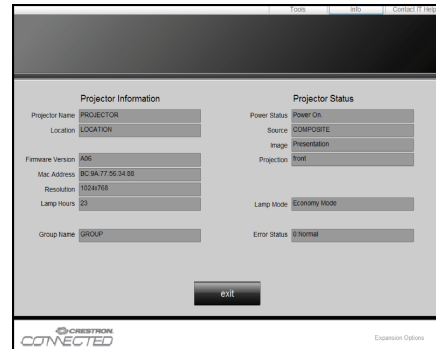 Tools Info Contact IT Help
Projector Information
Projector Name PROJECTOR
Location LOCATION
Firmware Version A06
Mac Address BC:9A:77:56:34:88
Resolution 1024x768
Lamp Hours 23
Group Name GROUP
Projector Status
Power Status Power On
Source COMPOSITE
Image Presentation
Projection front
Lamp Mode Economy Mode
Error Status 0:Normal
exit
CRESTRON.
CONNECTED
Expansion Options